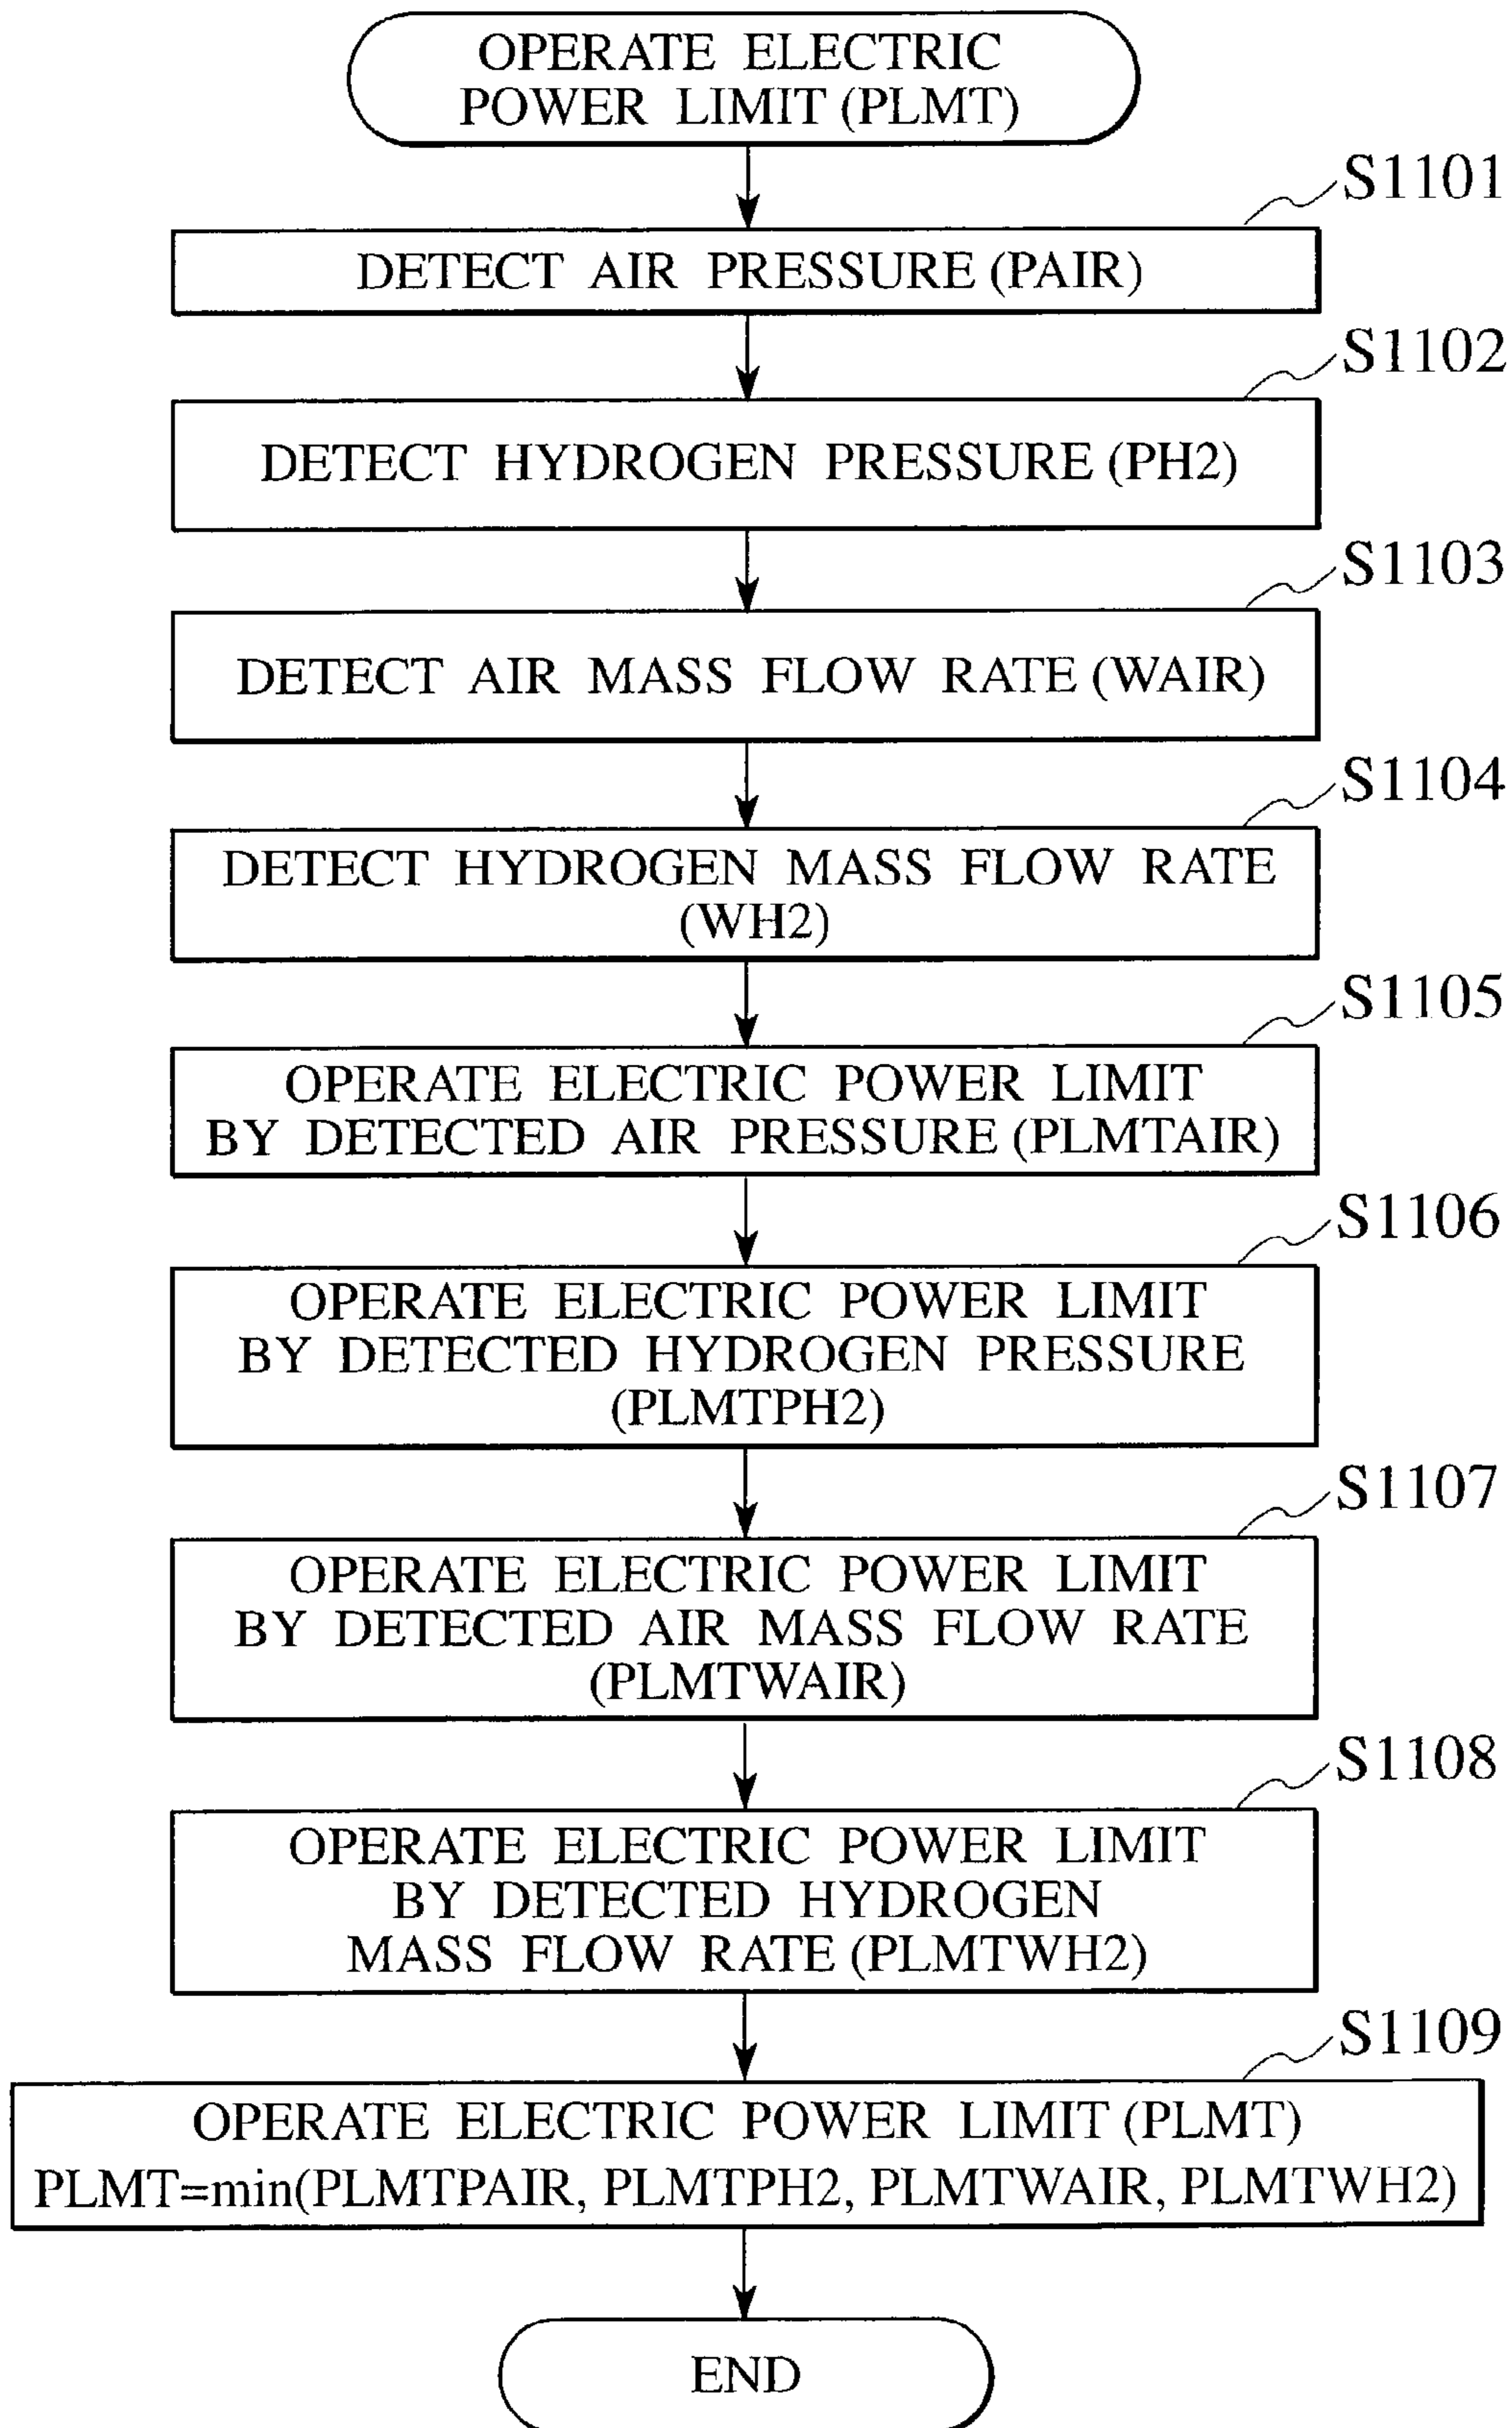 OPERATE ELECTRIC
POWER LIMIT (PLMT)
S1101
DETECT AIR PRESSURE (PAIR)
S1102
DETECT HYDROGEN PRESSURE (PH2)
S1103
DETECT AIR MASS FLOW RATE (WAIR)
S1104
DETECT HYDROGEN MASS FLOW RATE
(WH2)
S1105
OPERATE ELECTRIC POWER LIMIT
BY DETECTED AIR PRESSURE (PLMTAIR)
S1106
OPERATE ELECTRIC POWER LIMIT
BY DETECTED HYDROGEN PRESSURE
(PLMTPH2)
S1107
OPERATE ELECTRIC POWER LIMIT
BY DETECTED AIR MASS FLOW RATE
(PLMTWAIR)
S1108
OPERATE ELECTRIC POWER LIMIT
BY DETECTED HYDROGEN
MASS FLOW RATE (PLMTWH2)
S1109
OPERATE ELECTRIC POWER LIMIT (PLMT)
PLMT=min(PLMTPAIR, PLMTPH2, PLMTWAIR, PLMTWH2)
END